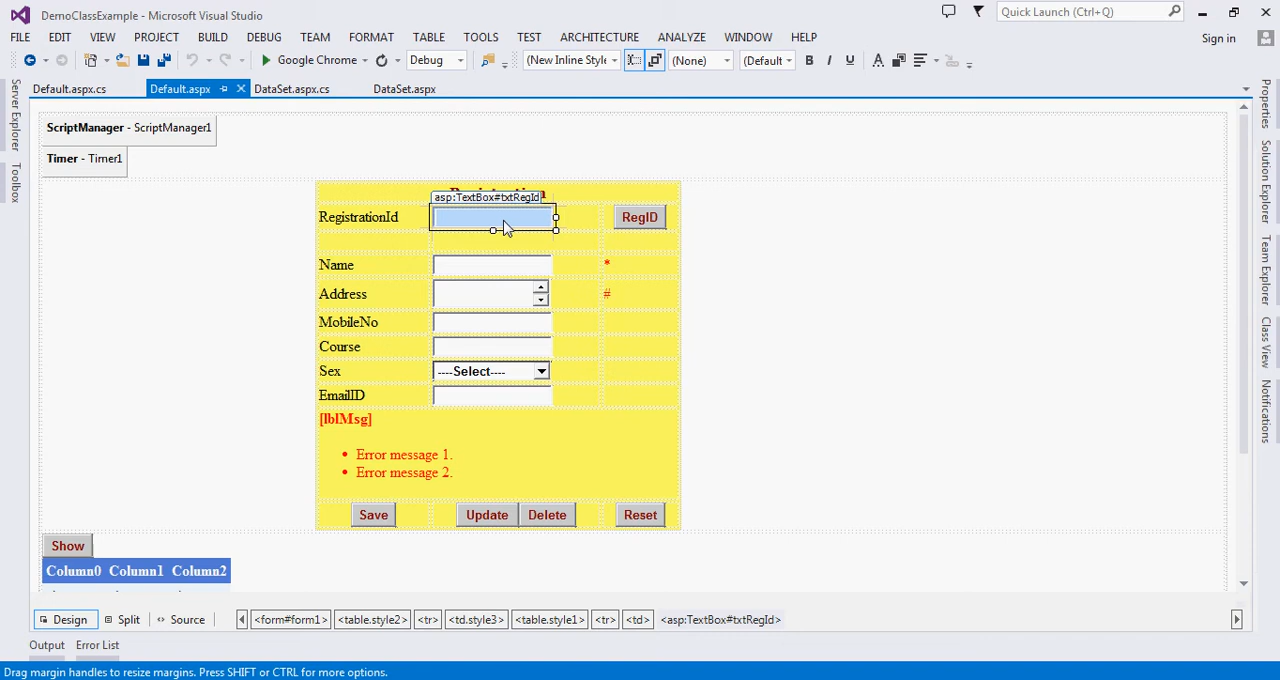 DemoClassExample - Microsoft Visual Studio
Quick Launch (Ctrl+Q)
FILE EDIT VIEW PROJECT BUILD DEBUG TEAM FORMAT TABLE TOOLS TEST ARCHITECTURE ANALYZE WINDOW HELP
Sign in
Google Chrome Debug (New Inline Style (None) (Default B I U A
Default.aspx.cs Default.aspx DataSet.aspx.cs DataSet.aspx
Server Explorer
Toolbox
Properties
Solution Explorer
Team Explorer
Class View
Notifications
ScriptManager - ScriptManager1
Timer - Timer1
asp:TextBox#txtRegId
RegistrationId RegID
Name *
Address #
MobileNo
Course
Sex ----Select----
EmailID
[lblMsg]
• Error message 1.
• Error message 2.
Save Update Delete Reset
Show
Column0 Column1 Column2
Design Split Source <form#form1> <table.style2> <tr> <td.style3> <table.style1> <tr> <td> <asp:TextBox#txtRegId>
Output Error List
Drag margin handles to resize margins. Press SHIFT or CTRL for more options.